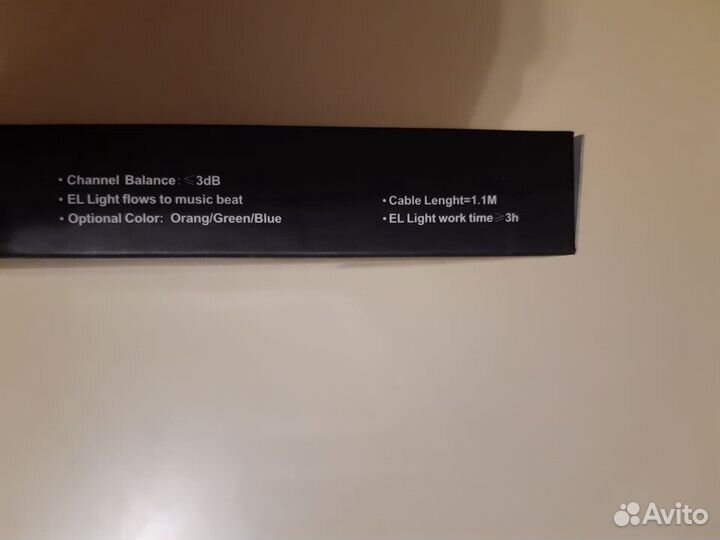 • Channel Balance: ≤3dB
• EL Light flows to music beat
• Optional Color: Orang/Green/Blue
• Cable Lenght=1.1M
• EL Light work time≥3h
Avito